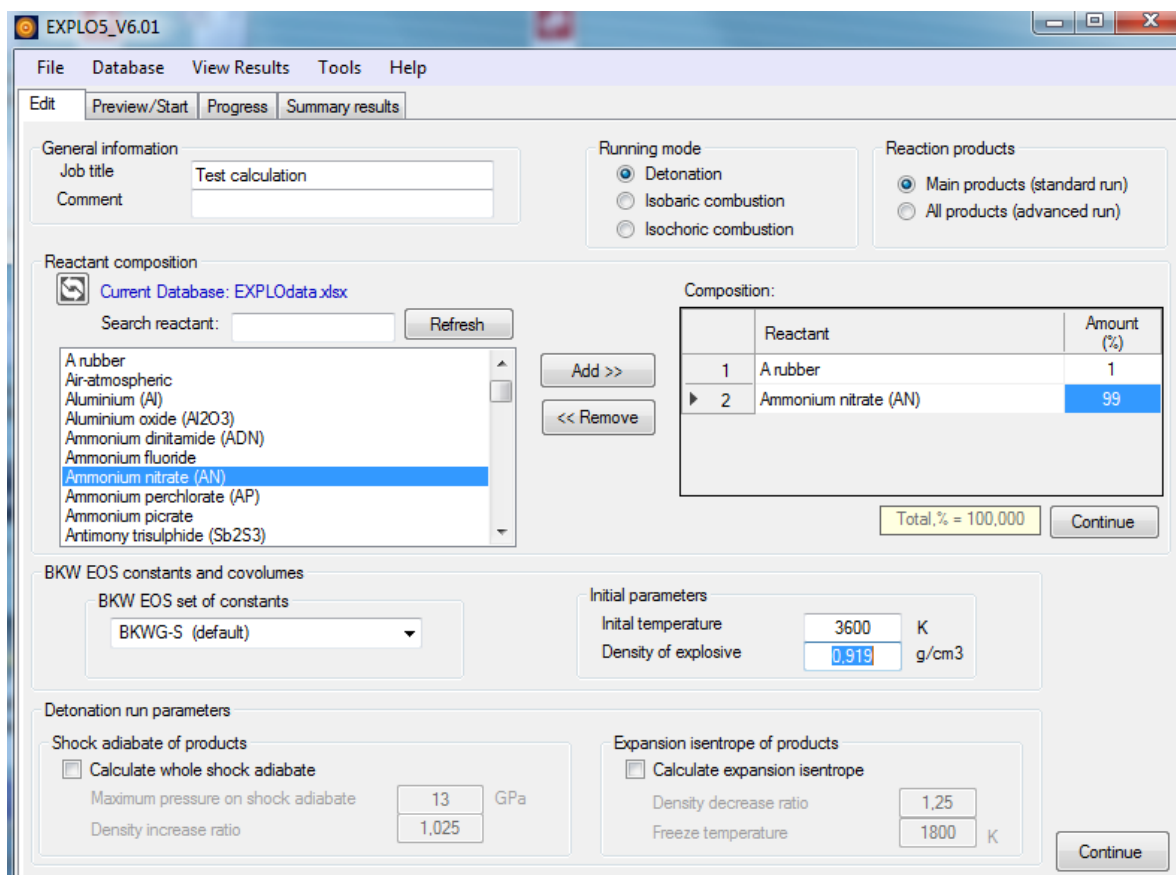 EXPLO5_V6.01
File Database View Results Tools Help
Edit Preview/Start Progress Summary results
General information
Job title Test calculation
Comment
Running mode
Detonation
Isobaric combustion
Isochoric combustion
Reaction products
Main products (standard run)
All products (advanced run)
Reactant composition
Current Database: EXPLOdata.xlsx
Search reactant: Refresh
A rubber
Air-atmospheric
Aluminium (Al)
Aluminium oxide (Al2O3)
Ammonium dinitamide (ADN)
Ammonium fluoride
Ammonium nitrate (AN)
Ammonium perchlorate (AP)
Ammonium picrate
Antimony trisulphide (Sb2S3)
Add >>
<< Remove
Composition:
Reactant Amount (%)
1 A rubber 1
2 Ammonium nitrate (AN) 99
Total,% = 100,000 Continue
BKW EOS constants and covolumes
BKW EOS set of constants
BKWG-S (default)
Initial parameters
Inital temperature 3600 K
Density of explosive 0,919 g/cm3
Detonation run parameters
Shock adiabate of products
Calculate whole shock adiabate
Maximum pressure on shock adiabate 13 GPa
Density increase ratio 1,025
Expansion isentrope of products
Calculate expansion isentrope
Density decrease ratio 1,25
Freeze temperature 1800 K
Continue